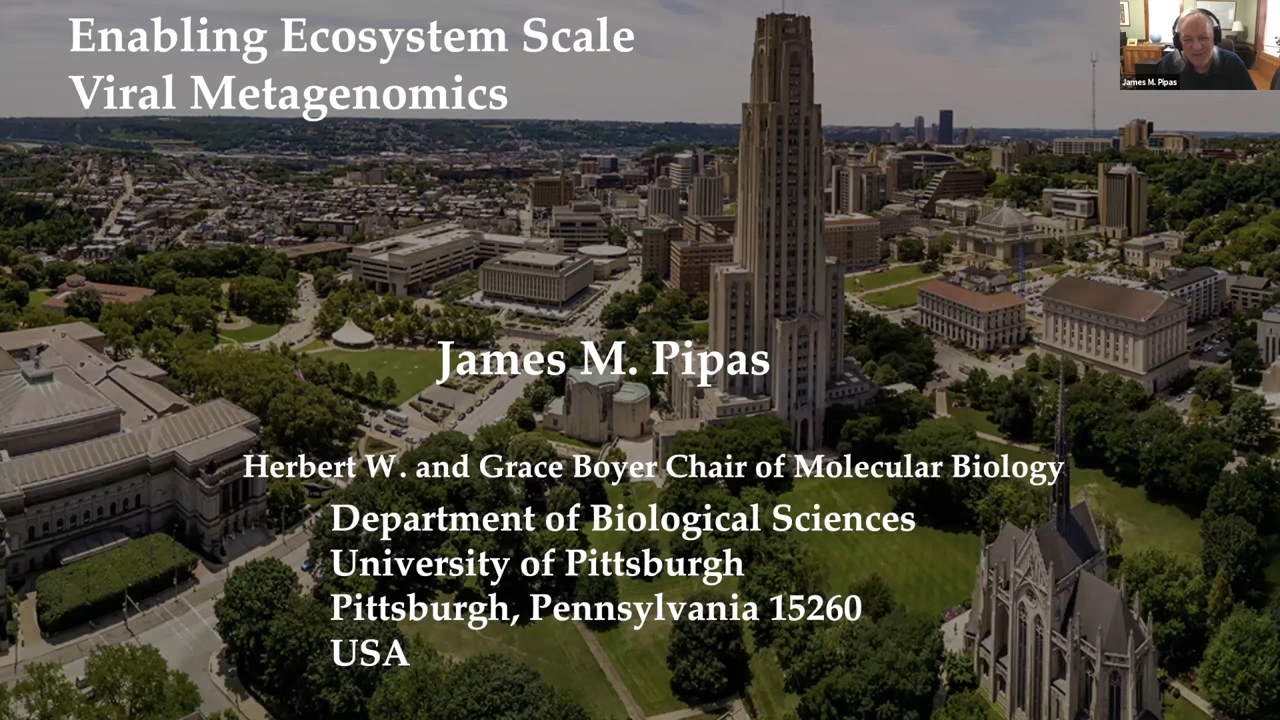 Enabling Ecosystem Scale
Viral Metagenomics
James M. Pipas
James M. Pipas
Herbert W. and Grace Boyer Chair of Molecular Biology
Department of Biological Sciences
University of Pittsburgh
Pittsburgh, Pennsylvania 15260
USA